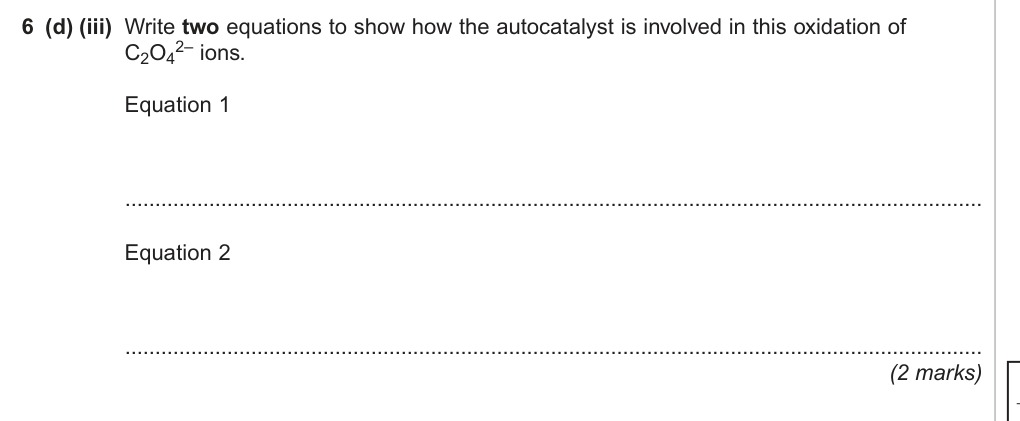 6 (d) (iii) Write two equations to show how the autocatalyst is involved in this oxidation of
C₂O₄²⁻ ions.
Equation 1
................................................................................................................................................
Equation 2
................................................................................................................................................
(2 marks)